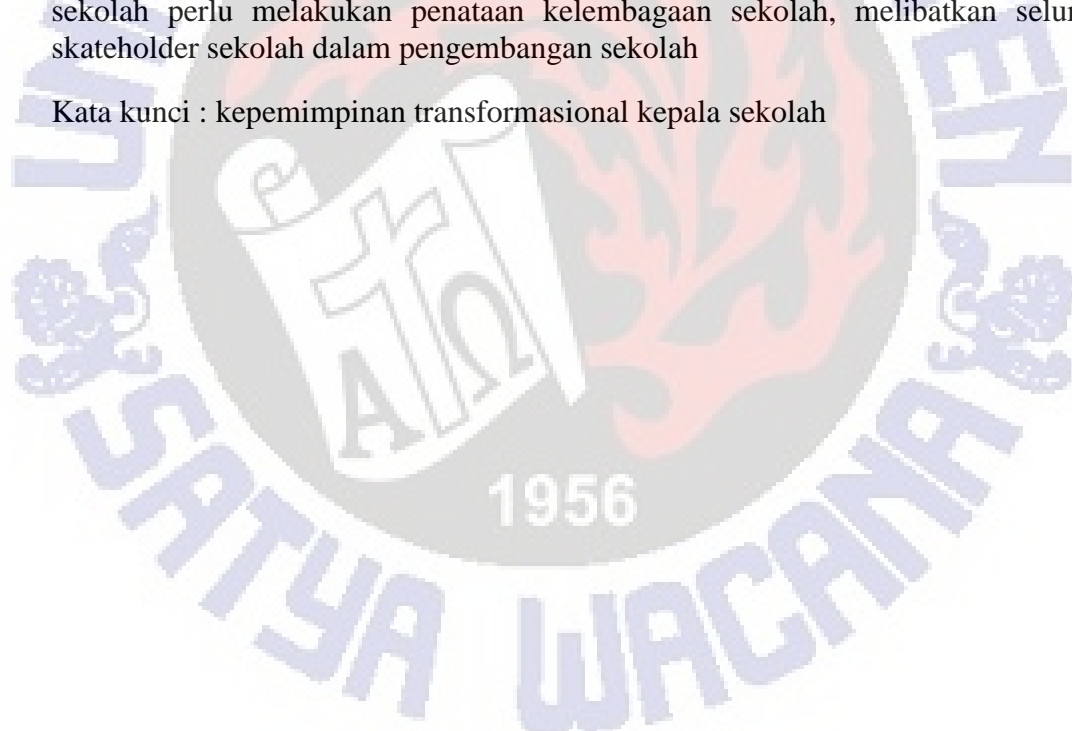 sekolah perlu melakukan penataan kelembagaan sekolah, melibatkan
skateholder sekolah dalam pengembangan sekolah
Kata kunci : kepemimpinan transformasional kepala sekolah
Α Ω
1956
SATYA WACANA